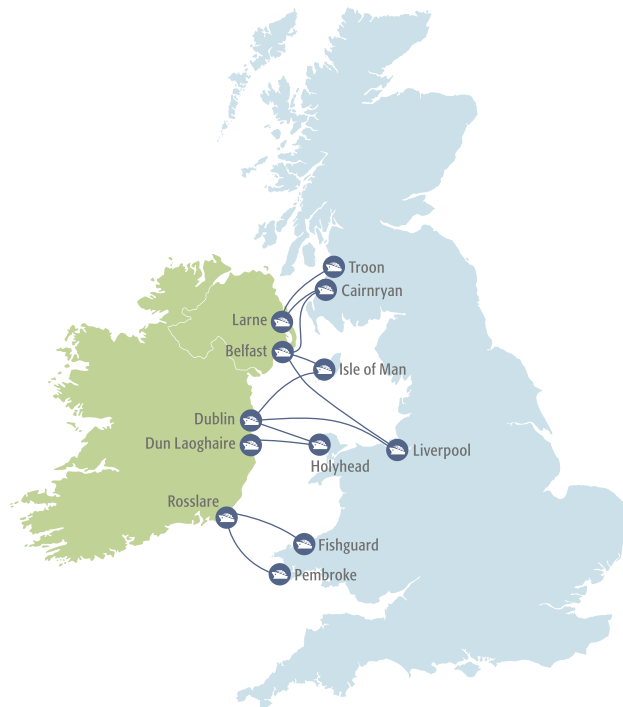 Troon
Cairnryan
Larne
Belfast
Isle of Man
Dublin
Dun Laoghaire
Liverpool
Holyhead
Rosslare
Fishguard
Pembroke